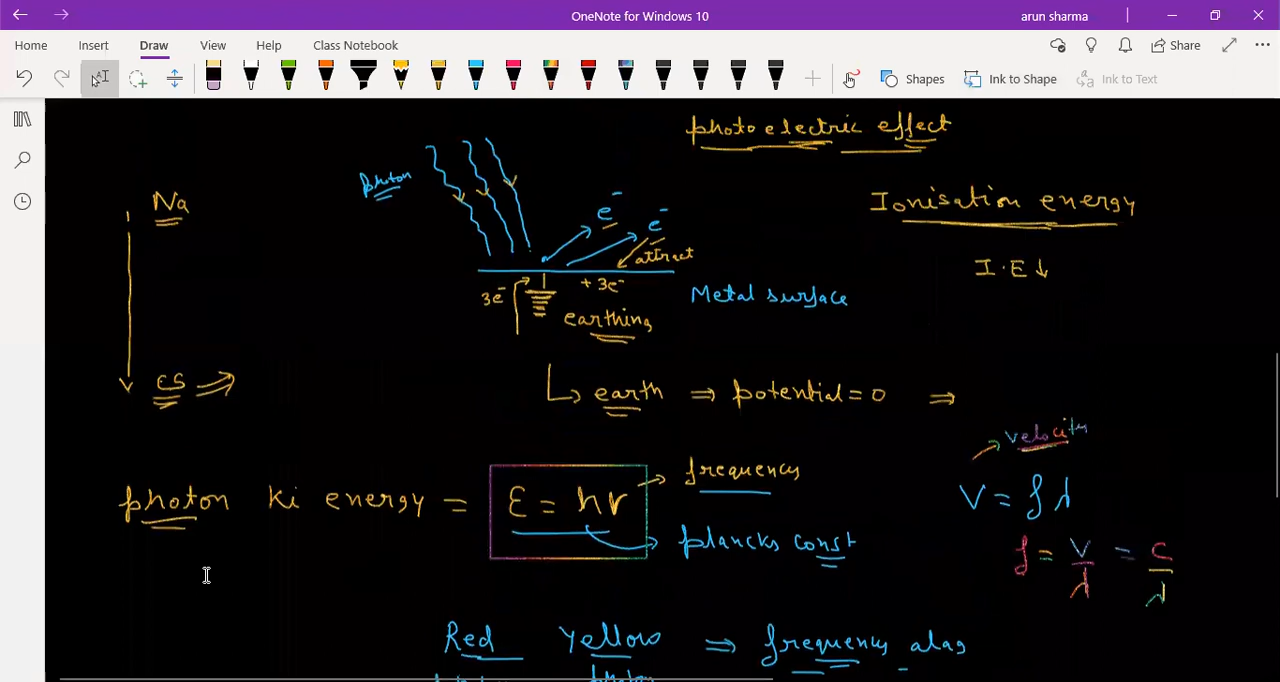 OneNote for Windows 10
arun sharma
Home Insert Draw View Help Class Notebook
Share
Shapes Ink to Shape Ink to Text
photo electric effect
photon
Na
e⁻
e⁻
Ionisation energy
attract
I.E↓
3e⁻ + 3e⁻
Metal surface
earthing
cs ⇒
↳ earth ⇒ potential = 0 ⇒
velocity
frequency
photon ki energy = E = hν
V = f λ
plancks const
f = V/λ = C/λ
Red Yellow ⇒ frequency alag
photon